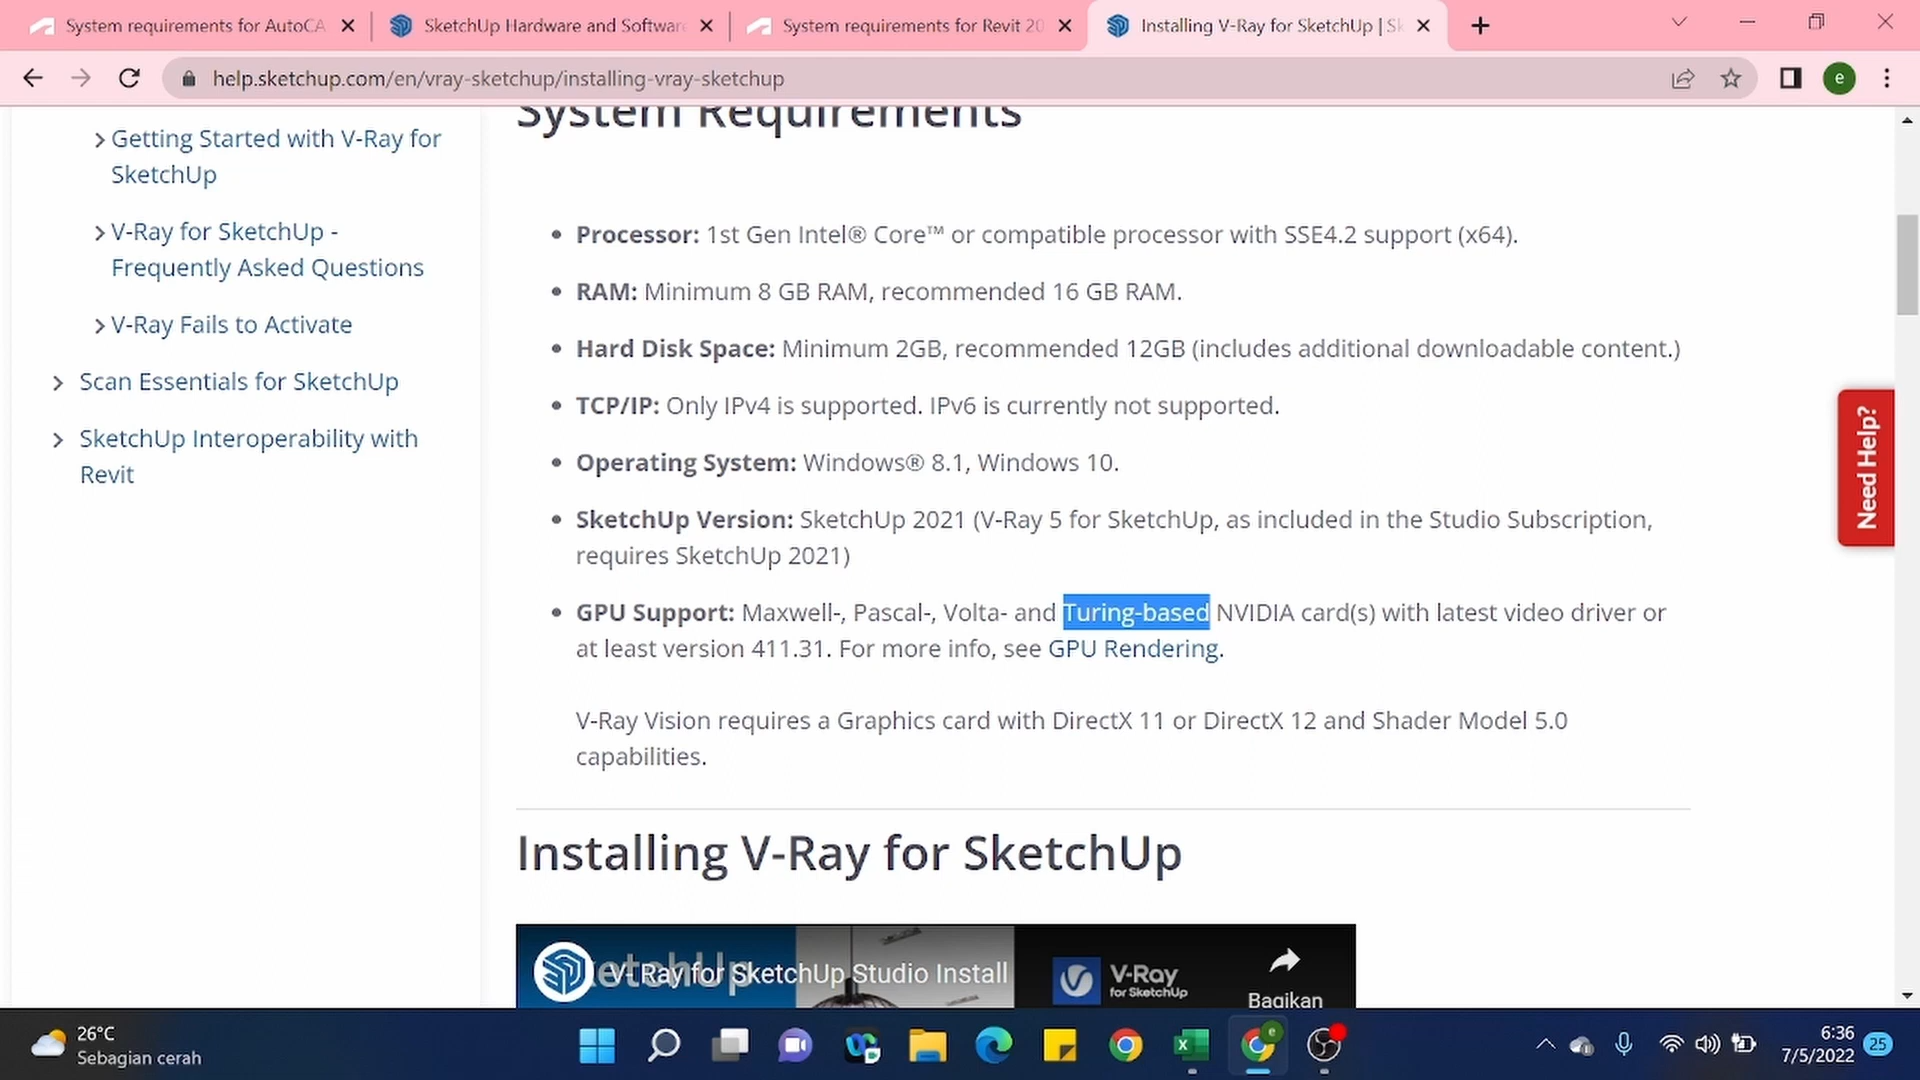 System requirements for AutoCA
SketchUp Hardware and Software
System requirements for Revit 20
Installing V-Ray for SketchUp | Sk
help.sketchup.com/en/vray-sketchup/installing-vray-sketchup
e
System Requirements
Getting Started with V-Ray for
SketchUp
V-Ray for SketchUp -
Frequently Asked Questions
V-Ray Fails to Activate
Scan Essentials for SketchUp
SketchUp Interoperability with
Revit
Processor: 1st Gen Intel® Core™ or compatible processor with SSE4.2 support (x64).
RAM: Minimum 8 GB RAM, recommended 16 GB RAM.
Hard Disk Space: Minimum 2GB, recommended 12GB (includes additional downloadable content.)
TCP/IP: Only IPv4 is supported. IPv6 is currently not supported.
Operating System: Windows® 8.1, Windows 10.
SketchUp Version: SketchUp 2021 (V-Ray 5 for SketchUp, as included in the Studio Subscription,
requires SketchUp 2021)
GPU Support: Maxwell-, Pascal-, Volta- and Turing-based NVIDIA card(s) with latest video driver or
at least version 411.31. For more info, see GPU Rendering.
V-Ray Vision requires a Graphics card with DirectX 11 or DirectX 12 and Shader Model 5.0
capabilities.
Need Help?
Installing V-Ray for SketchUp
V- Ray for SketchUp Studio Install
V-Ray
for SketchUp
Bagikan
26°C
Sebagian cerah
6:36
7/5/2022
25